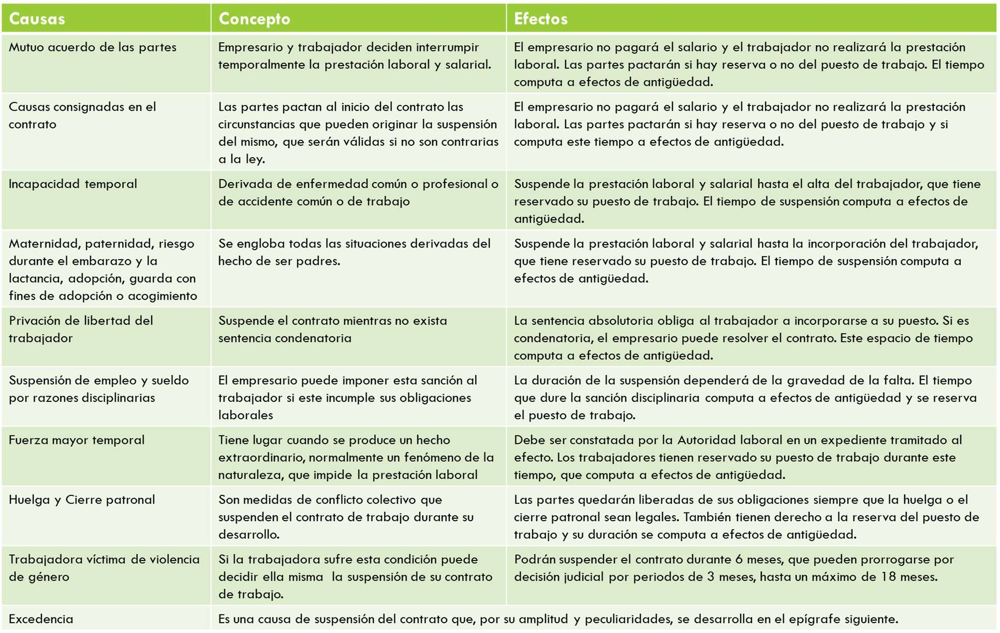 Causas
Concepto
Efectos
Mutuo acuerdo de las partes
Empresario y trabajador deciden interrumpir
temporalmente la prestación laboral y salarial.
El empresario no pagará el salario y el trabajador no realizará la prestación
laboral. Las partes pactarán si hay reserva o no del puesto de trabajo. El tiempo
computa a efectos de antigüedad.
Causas consignadas en el
contrato
Las partes pactan al inicio del contrato las
circunstancias que pueden originar la suspensión
del mismo, que serán válidas si no son contrarias
a la ley.
El empresario no pagará el salario y el trabajador no realizará la prestación
laboral. Las partes pactarán si hay reserva o no del puesto de trabajo y si
computa este tiempo a efectos de antigüedad.
Incapacidad temporal
Derivada de enfermedad común o profesional o
de accidente común o de trabajo
Suspende la prestación laboral y salarial hasta el alta del trabajador, que tiene
reservado su puesto de trabajo. El tiempo de suspensión computa a efectos de
antigüedad.
Maternidad, paternidad, riesgo
durante el embarazo y la
lactancia, adopción, guarda con
fines de adopción o acogimiento
Se engloba todas las situaciones derivadas del
hecho de ser padres.
Suspende la prestación laboral y salarial hasta la incorporación del trabajador,
que tiene reservado su puesto de trabajo. El tiempo de suspensión computa a
efectos de antigüedad.
Privación de libertad del
trabajador
Suspende el contrato mientras no exista
sentencia condenatoria
La sentencia absolutoria obliga al trabajador a incorporarse a su puesto. Si es
condenatoria, el empresario puede resolver el contrato. Este espacio de tiempo
computa a efectos de antigüedad.
Suspensión de empleo y sueldo
por razones disciplinarias
El empresario puede imponer esta sanción al
trabajador si este incumple sus obligaciones
laborales
La duración de la suspensión dependerá de la gravedad de la falta. El tiempo
que dure la sanción disciplinaria computa a efectos de antigüedad y se reserva
el puesto de trabajo.
Fuerza mayor temporal
Tiene lugar cuando se produce un hecho
extraordinario, normalmente un fenómeno de la
naturaleza, que impide la prestación laboral
Debe ser constatada por la Autoridad laboral en un expediente tramitado al
efecto. Los trabajadores tienen reservado su puesto de trabajo durante este
tiempo, que computa a efectos de antigüedad.
Huelga y Cierre patronal
Son medidas de conflicto colectivo que
suspenden el contrato de trabajo durante su
desarrollo.
Las partes quedarán liberadas de sus obligaciones siempre que la huelga o el
cierre patronal sean legales. También tienen derecho a la reserva del puesto de
trabajo y su duración se computa a efectos de antigüedad.
Trabajadora víctima de violencia
de género
Si la trabajadora sufre esta condición puede
decidir ella misma la suspensión de su contrato
de trabajo.
Podrán suspender el contrato durante 6 meses, que pueden prorrogarse por
decisión judicial por periodos de 3 meses, hasta un máximo de 18 meses.
Excedencia
Es una causa de suspensión del contrato que, por su amplitud y peculiaridades, se desarrolla en el epígrafe siguiente.